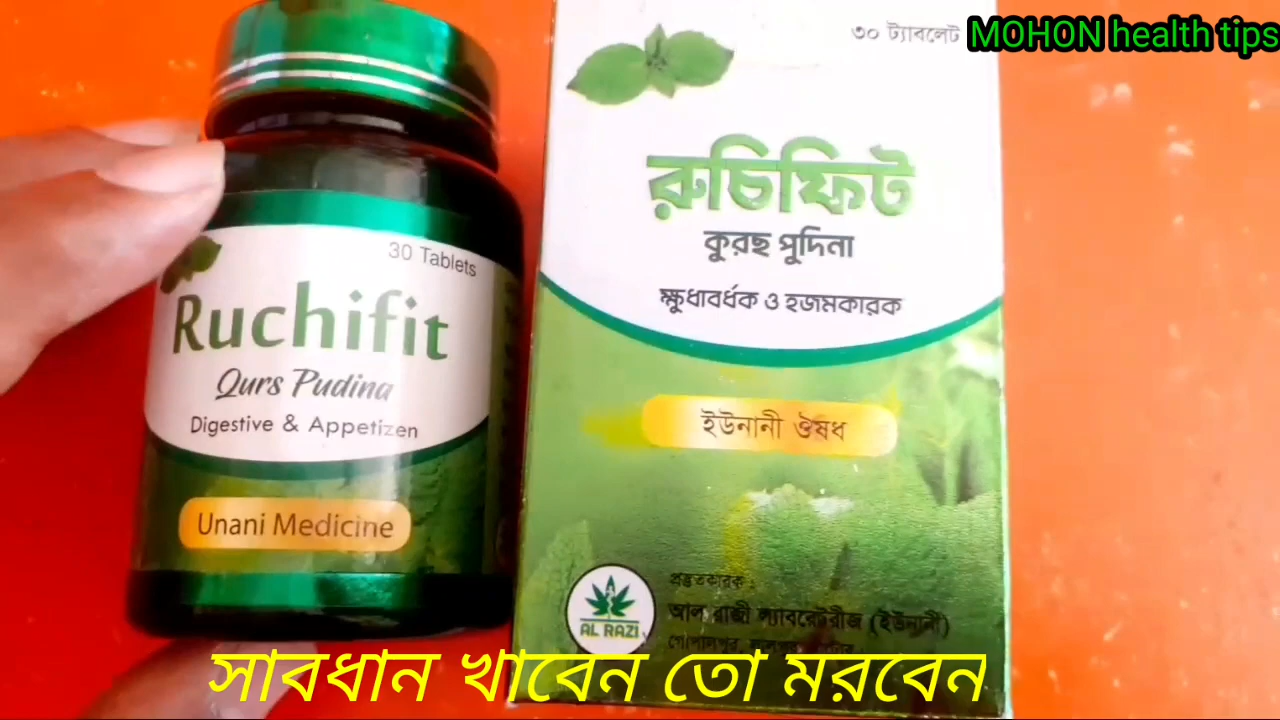 MOHON health tips
30 Tablets
Ruchifit
Qurs Pudina
Digestive & Appetizen
Unani Medicine
৩০ ট্যাবলেট
রুচিফিট
কুরছ পুদিনা
ক্ষুধাবর্ধক ও হজমকারক
ইউনানী ঔষধ
AL RAZI
প্রস্তুতকারক :
আল রাজী ল্যাবরেটরীজ (ইউনানী)
গোপালপুর,
সাবধান খাবেন তো মরবেন